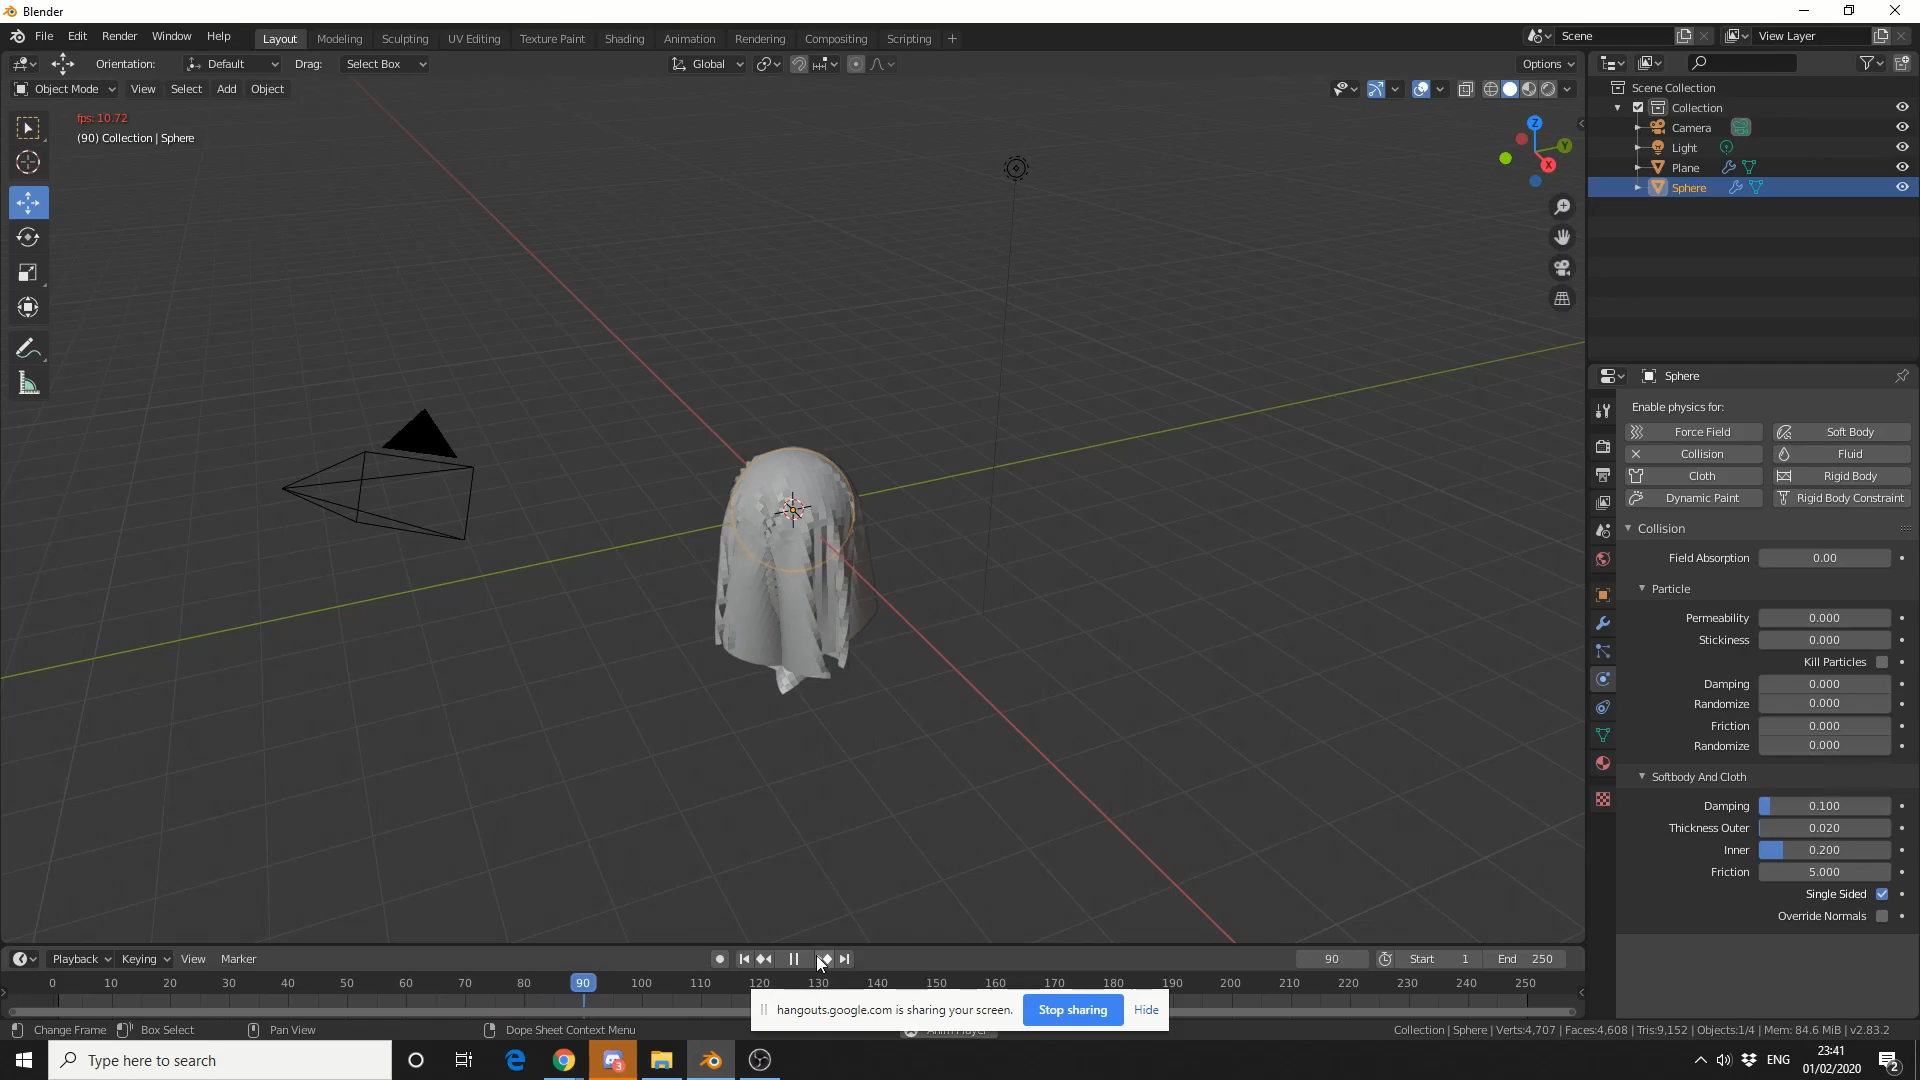 Blender
File Edit Render Window Help
Layout Modeling Sculpting UV Editing Texture Paint Shading Animation Rendering Compositing Scripting +
Scene
View Layer
Orientation: Default Drag: Select Box
Global
Options
Object Mode View Select Add Object
fps: 10.72
(90) Collection | Sphere
Z
Y
X
Scene Collection
Collection
Camera
Light
Plane
Sphere
Sphere
Enable physics for:
Force Field Soft Body
Collision Fluid
Cloth Rigid Body
Dynamic Paint Rigid Body Constraint
Collision
Field Absorption 0.00
Particle
Permeability 0.000
Stickiness 0.000
Kill Particles
Damping 0.000
Randomize 0.000
Friction 0.000
Randomize 0.000
Softbody And Cloth
Damping 0.100
Thickness Outer 0.020
Inner 0.200
Friction 5.000
Single Sided
Override Normals
Playback Keying View Marker
90 Start 1 End 250
0 10 20 30 40 50 60 70 80 90 100 110 120 130 140 150 160 170 180 190 200 210 220 230 240 250
hangouts.google.com is sharing your screen. Stop sharing Hide
Change Frame Box Select Pan View Dope Sheet Context Menu
Collection | Sphere | Verts:4,707 | Faces:4,608 | Tris:9,152 | Objects:1/4 | Mem: 84.6 MiB | v2.83.2
Type here to search
3
ENG
23:41
01/02/2020
2